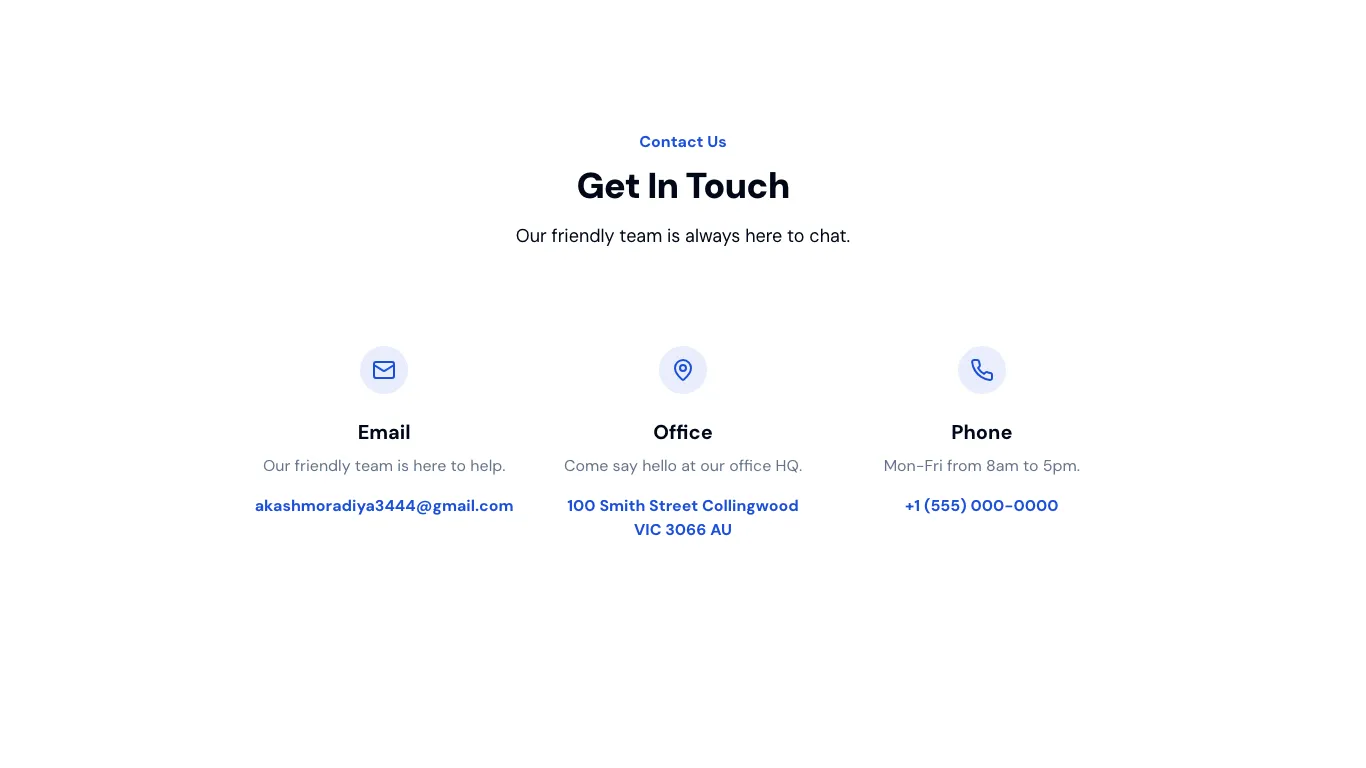 Contact Us
Get In Touch
Our friendly team is always here to chat.
Email
Our friendly team is here to help.
akashmoradiya3444@gmail.com
Office
Come say hello at our office HQ.
100 Smith Street Collingwood
VIC 3066 AU
Phone
Mon-Fri from 8am to 5pm.
+1 (555) 000-0000